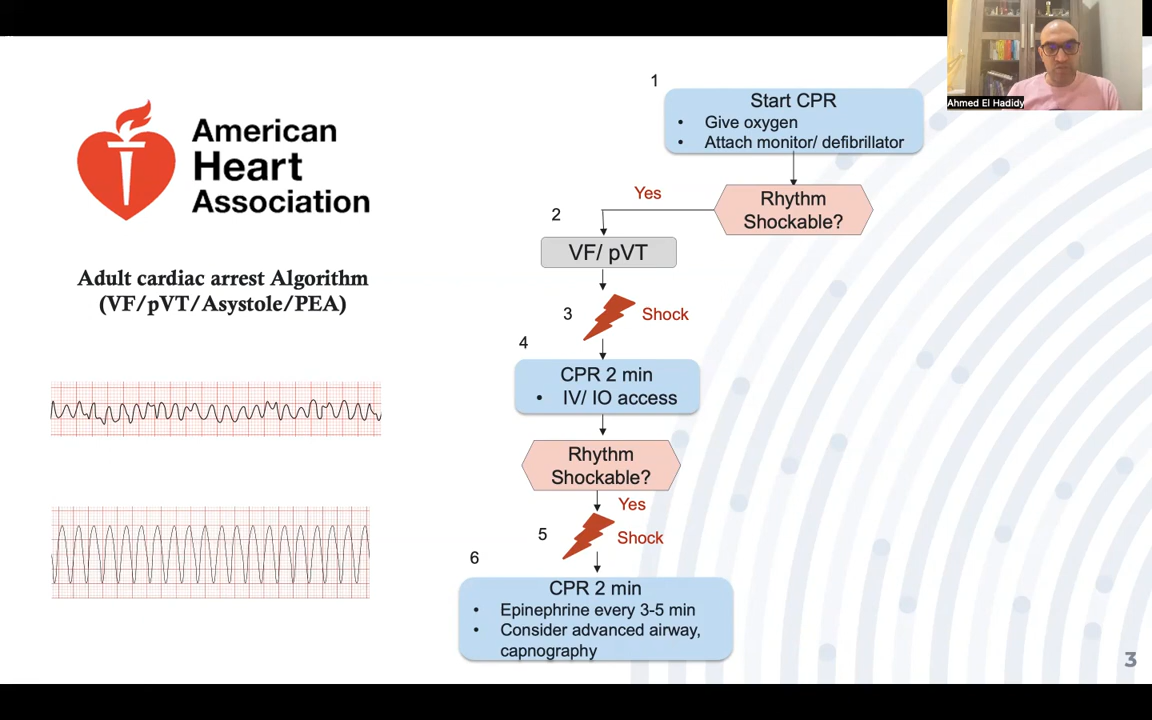 American
Heart
Association
Adult cardiac arrest Algorithm
(VF/pVT/Asystole/PEA)
1
Start CPR
• Give oxygen
• Attach monitor/ defibrillator
Rhythm
Shockable?
Yes
2
VF/ pVT
3
Shock
4
CPR 2 min
• IV/ IO access
Rhythm
Shockable?
Yes
5
Shock
6
CPR 2 min
• Epinephrine every 3-5 min
• Consider advanced airway,
capnography
Ahmed El Hadidy
3